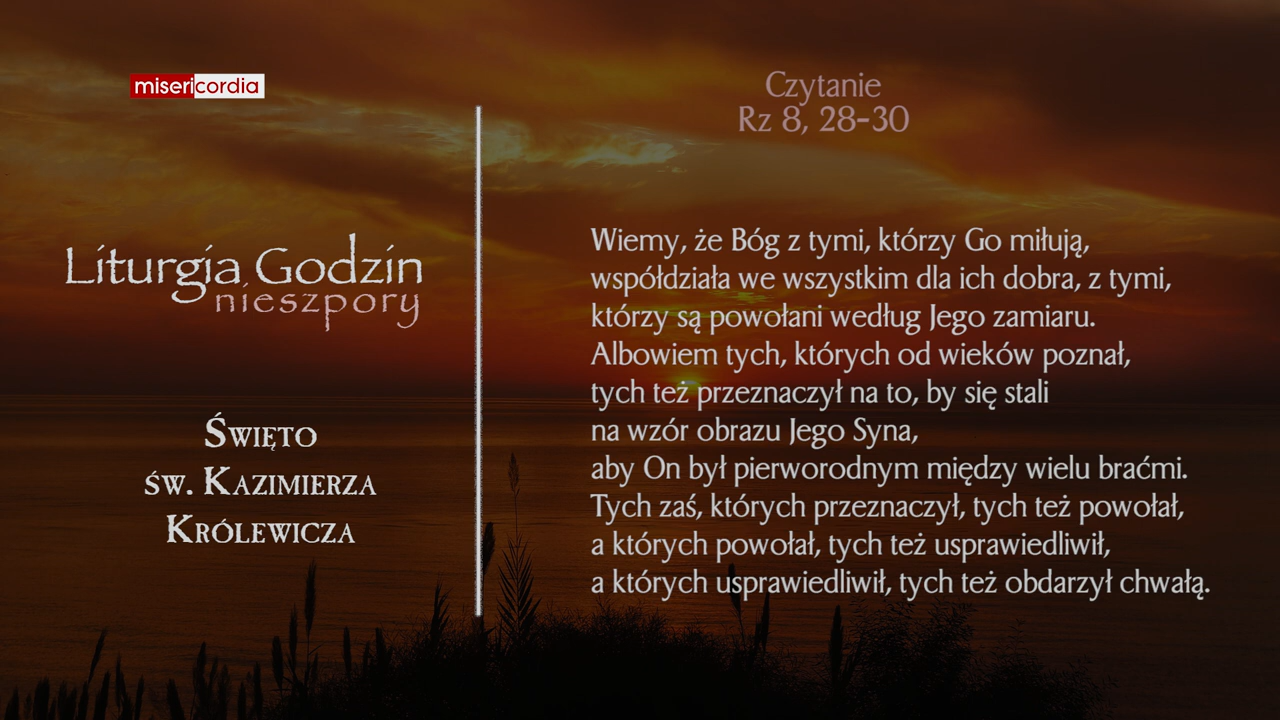 misericordia
Liturgia Godzin
nieszpory
Święto
św. Kazimierza
Królewicza
Czytanie
Rz 8, 28-30
Wiemy, że Bóg z tymi, którzy Go miłują,
współdziała we wszystkim dla ich dobra, z tymi,
którzy są powołani według Jego zamiaru.
Albowiem tych, których od wieków poznał,
tych też przeznaczył na to, by się stali
na wzór obrazu Jego Syna,
aby On był pierworodnym między wielu braćmi.
Tych zaś, których przeznaczył, tych też powołał,
a których powołał, tych też usprawiedliwił,
a których usprawiedliwił, tych też obdarzył chwałą.